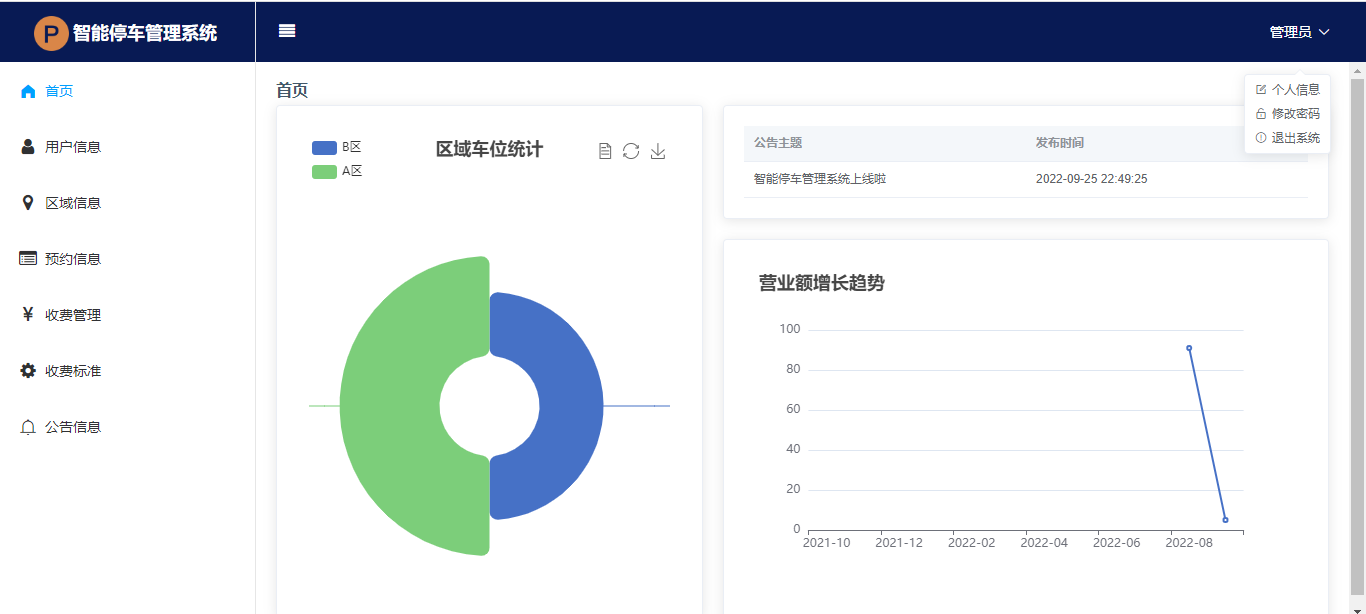 P 智能停车管理系统
管理员
首页
用户信息
区域信息
预约信息
¥ 收费管理
收费标准
公告信息
首页
个人信息
修改密码
退出系统
B区
A区
区域车位统计
公告主题 发布时间
智能停车管理系统上线啦 2022-09-25 22:49:25
营业额增长趋势
100
80
60
40
20
0
2021-10 2021-12 2022-02 2022-04 2022-06 2022-08